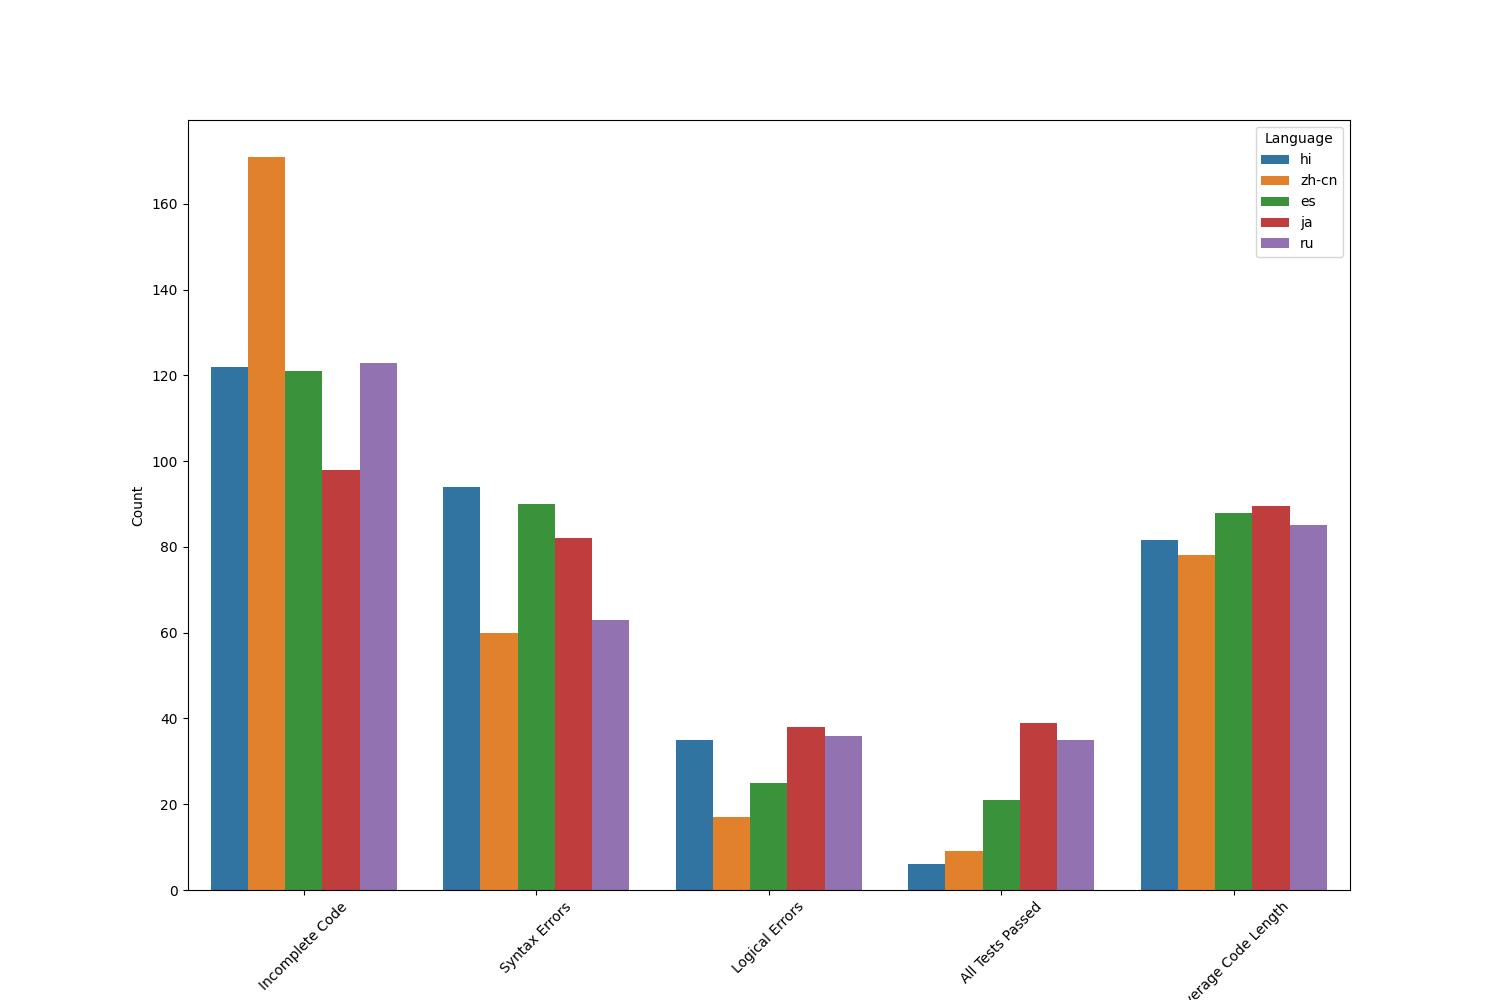 Language
hi
zh-cn
es
ja
ru
160
140
120
100
80
60
40
20
0
Count
Incomplete Code
Syntax Errors
Logical Errors
All Tests Passed
Code Length